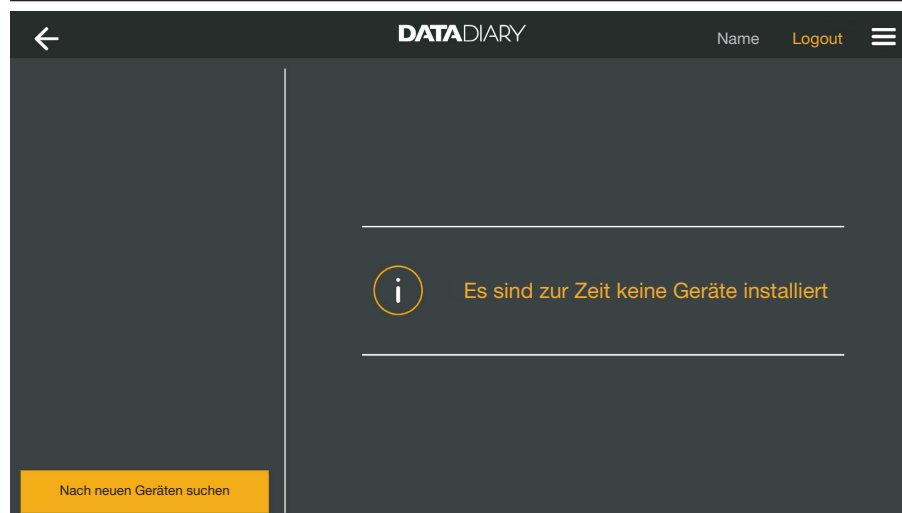 DATADIARY
Name Logout
Es sind zur Zeit keine Geräte installiert
Nach neuen Geräten suchen